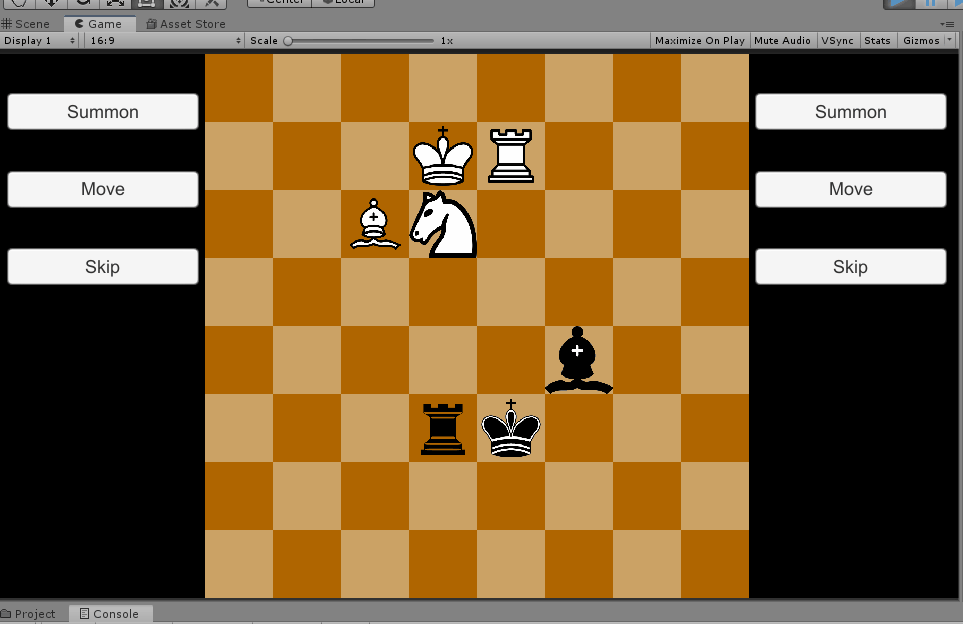 Center Local
Scene Game Asset Store
Display 1 16:9 Scale 1x Maximize On Play Mute Audio VSync Stats Gizmos
Summon Summon
Move Move
Skip Skip
Project Console